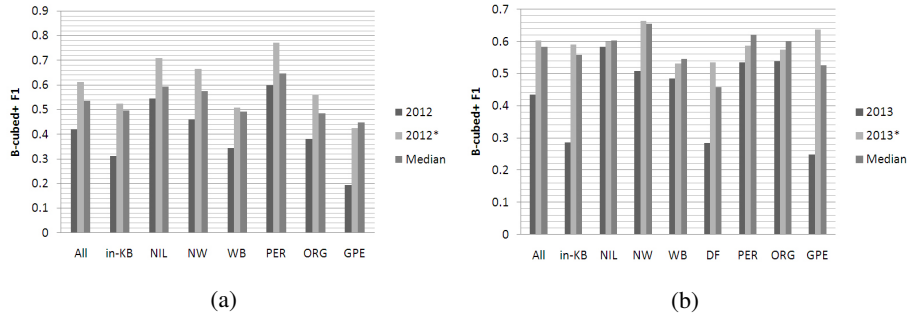 0.9
0.8
0.7
0.6
0.5
0.4
0.3
0.2
0.1
0
B-cubed+ F1
All in-KB NIL NW WB PER ORG GPE
2012
2012*
Median
(a)
0.7
0.6
0.5
0.4
0.3
0.2
0.1
0
B-cubed+ F1
All in-KB NIL NW WB DF PER ORG GPE
2013
2013*
Median
(b)